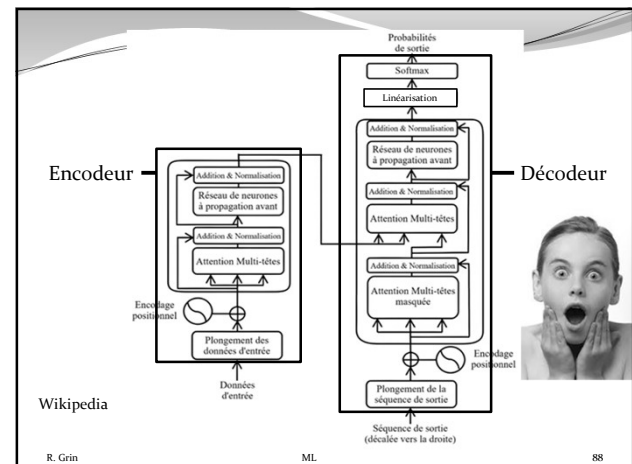 Probabilités
de sortie
Softmax
Linéarisation
Addition & Normalisation
Réseau de neurones
à propagation avant
Addition & Normalisation
Attention Multi-têtes
Addition & Normalisation
Attention Multi-têtes
masquée
Encodage
positionnel
Plongement de la
séquence de sortie
Séquence de sortie
(décalée vers la droite)
Décodeur
Encodeur
Addition & Normalisation
Réseau de neurones
à propagation avant
Addition & Normalisation
Attention Multi-têtes
Encodage
positionnel
Plongement des
données d'entrée
Données
d'entrée
Wikipedia
R. Grin
ML
88